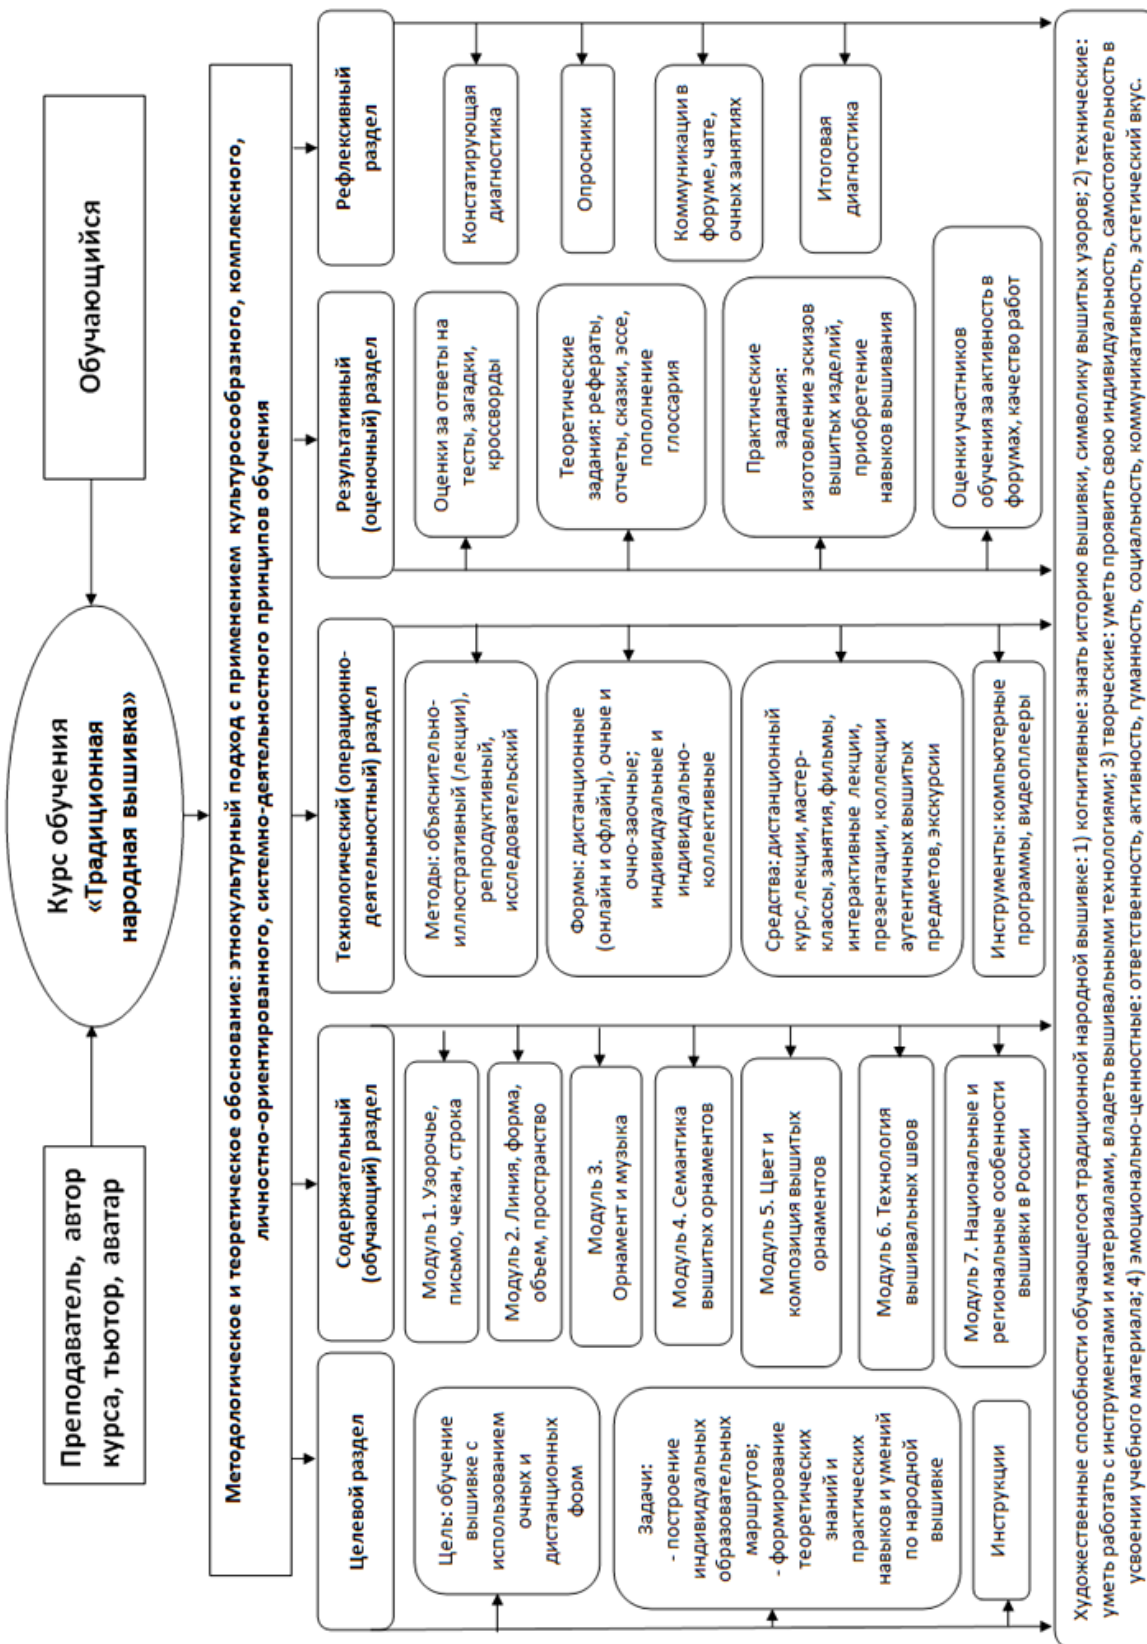 Преподаватель, автор
курса, тьютор, аватар
Курс обучения
«Традиционная
народная вышивка»
Обучающийся
Методологическое и теоретическое обоснование: этнокультурный подход с применением культуросообразного, комплексного,
личностно-ориентированного, системно-деятельностного принципов обучения
Целевой раздел
Цель: обучение
вышивке с
использованием
очных и
дистанционных
форм
Задачи:
- построение
индивидуальных
образовательных
маршрутов;
- формирование
теоретических
знаний и
практических
навыков и умений
по народной
вышивке
Инструкции
Содержательный
(обучающий) раздел
Модуль 1. Узорочье,
письмо, чекан, строка
Модуль 2. Линия, форма,
объем, пространство
Модуль 3.
Орнамент и музыка
Модуль 4. Семантика
вышитых орнаментов
Модуль 5. Цвет и
композиция вышитых
орнаментов
Модуль 6. Технология
вышивальных швов
Модуль 7. Национальные и
региональные особенности
вышивки в России
Технологический (операционно-
деятельностный) раздел
Методы: объяснительно-
иллюстративный (лекции),
репродуктивный,
исследовательский
Формы: дистанционные
(онлайн и офлайн), очные и
очно-заочные;
индивидуальные и
индивидуально-
коллективные
Средства: дистанционный
курс, лекции, мастер-
классы, занятия, фильмы,
интерактивные лекции,
презентации, коллекции
аутентичных вышитых
предметов, экскурсии
Инструменты: компьютерные
программы, видеоплееры
Результативный
(оценочный) раздел
Оценки за ответы на
тесты, загадки,
кроссворды
Теоретические
задания: рефераты,
отчеты, сказки, эссе,
пополнение
глоссария
Практические
задания:
изготовление эскизов
вышитых изделий,
приобретение
навыков вышивания
Оценки участников
обучения за активность в
форумах, качество работ
Рефлексивный
раздел
Констатирующая
диагностика
Опросники
Коммуникации в
форуме, чате,
очных занятиях
Итоговая
диагностика
Художественные способности обучающегося традиционной народной вышивке: 1) когнитивные: знать историю вышивки, символику вышитых узоров; 2) технические:
уметь работать с инструментами и материалами, владеть вышивальными технологиями; 3) творческие: уметь проявить свою индивидуальность, самостоятельность в
усвоении учебного материала; 4) эмоционально-ценностные: ответственность, активность, гуманность, социальность, коммуникативность, эстетический вкус.